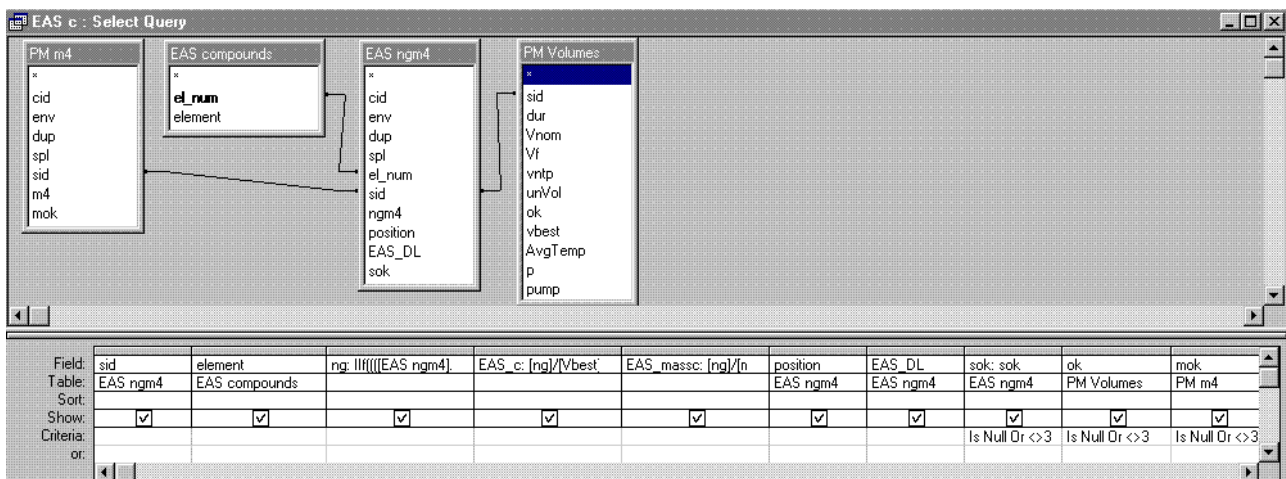 EAS c : Select Query
PM m4
*
cid
env
dup
spl
sid
m4
mok
EAS compounds
*
el_num
element
EAS ngm4
*
cid
env
dup
spl
el_num
sid
ngm4
position
EAS_DL
sok
PM Volumes
*
sid
dur
Vnom
Vf
vntp
unVol
ok
vbest
AvgTemp
p
pump
Field: sid element ng: IIf([[[EAS ngm4]. EAS_c: [ng]/[Vbest] EAS_massc: [ng]/[n position EAS_DL sok: sok ok mok
Table: EAS ngm4 EAS compounds EAS ngm4 EAS ngm4 EAS ngm4 PM Volumes PM m4
Sort:
Show:
Criteria: Is Null Or <>3 Is Null Or <>3 Is Null Or <>3
or: